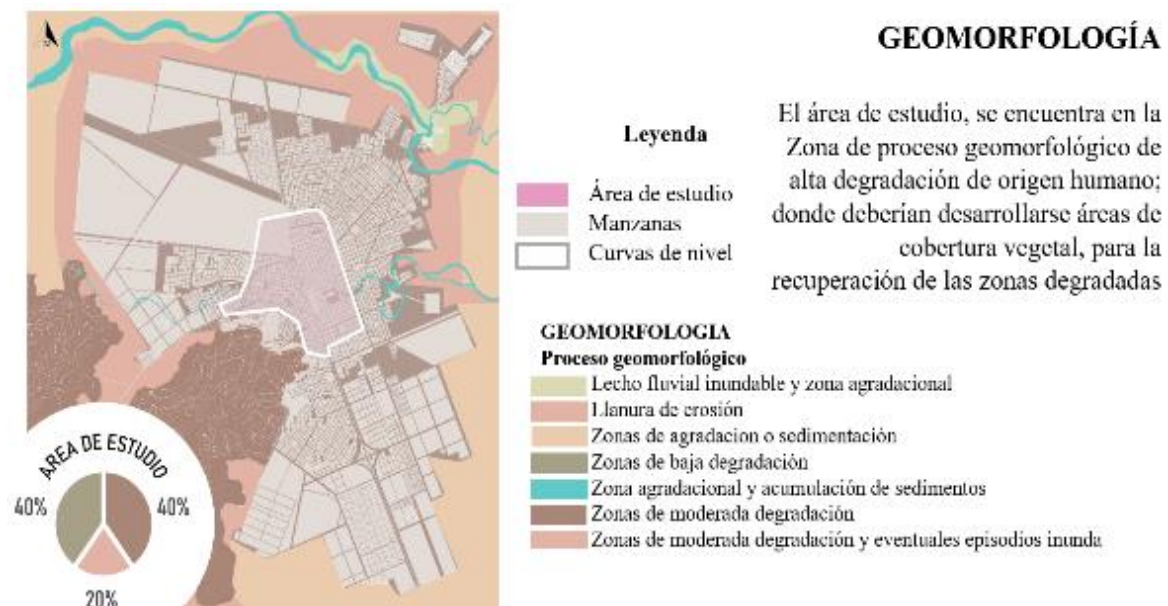 GEOMORFOLOGÍA
El área de estudio, se encuentra en la
Zona de proceso geomorfológico de
alta degradación de origen humano;
donde deberían desarrollarse áreas de
cobertura vegetal, para la
recuperación de las zonas degradadas
Leyenda
Área de estudio
Manzanas
Curvas de nivel
GEOMORFOLOGIA
Proceso geomorfológico
Lecho fluvial inundable y zona agradacional
Llanura de erosión
Zonas de agradacion o sedimentación
Zonas de baja degradación
Zona agradacional y acumulación de sedimentos
Zonas de moderada degradación
Zonas de moderada degradación y eventuales episodios inunda
ÁREA DE ESTUDIO
40%
40%
20%